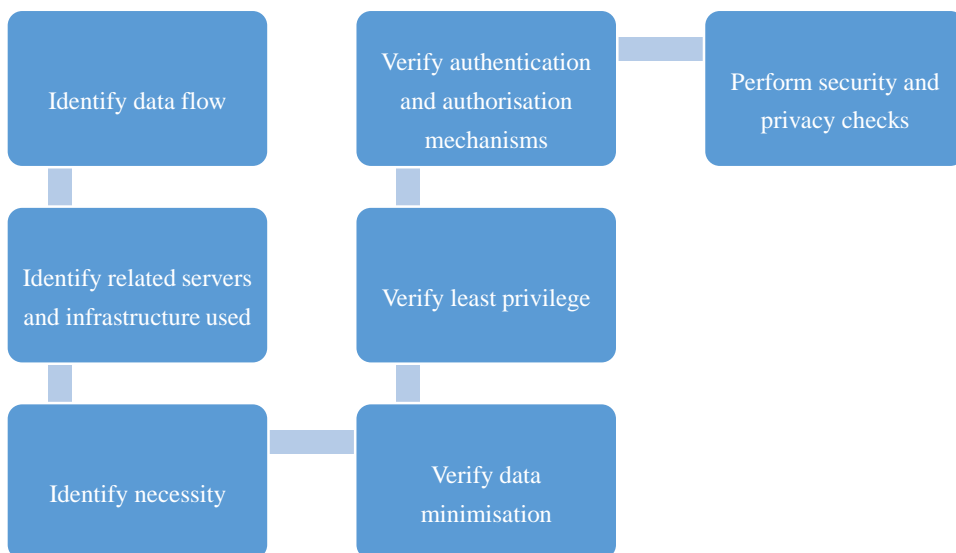 Identify data flow
Identify related servers
and infrastructure used
Identify necessity
Verify data
minimisation
Verify least privilege
Verify authentication
and authorisation
mechanisms
Perform security and
privacy checks